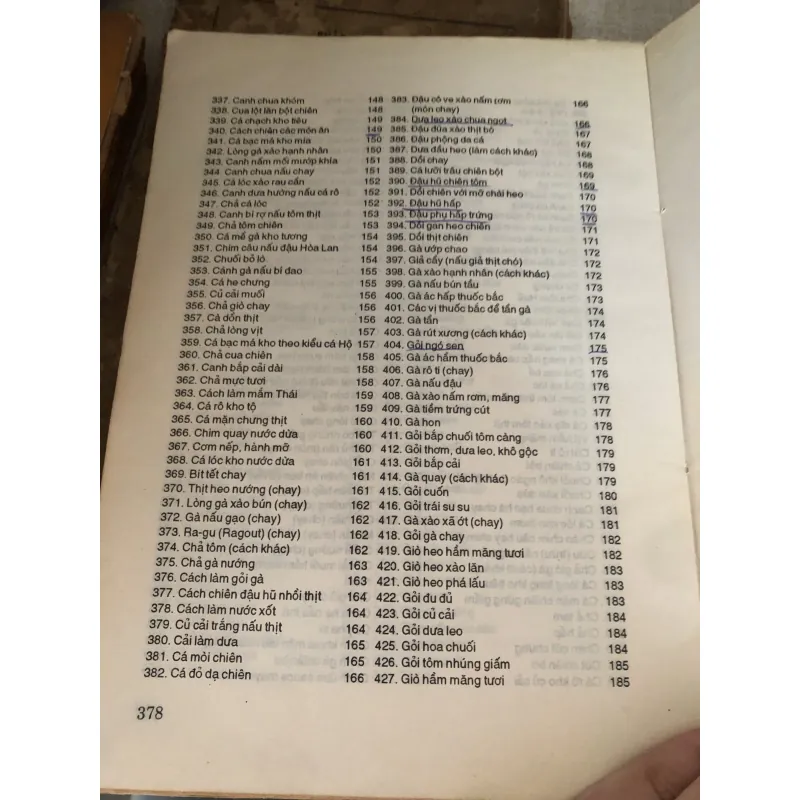 337. Canh chua khóm 148
338. Cua lột lăn bột chiên 148
339. Cá chạch kho tiêu 149
340. Cách chiên các món ăn 149
341. Cá bạc má kho mía 150
342. Lòng gà xào hạnh nhân 150
343. Canh nấm mối mướp khía 151
344. Canh chua nấu chay 151
345. Cá lóc xào rau cần 152
346. Canh dưa hường nấu cá rô 152
347. Chả cá lóc 152
348. Canh bí rợ nấu tôm thịt 153
349. Chả tôm chiên 153
350. Cá mề gà kho tương 154
351. Chim câu nấu đậu Hòa Lan 154
352. Chuối bỏ lò 154
353. Cánh gà nấu bí đao 155
354. Cá he chưng 155
355. Củ cải muối 156
356. Chả giò chay 156
357. Cà dồn thịt 156
358. Chả lòng vịt 157
359. Cá bạc má kho theo kiểu cá Hộ 157
360. Chả cua chiên 158
361. Canh bắp cải dài 158
362. Chả mực tươi 158
363. Cách làm mắm Thái 159
364. Cá rô kho tộ 159
365. Cá mặn chưng thịt 160
366. Chim quay nước dừa 160
367. Cơm nếp, hành mỡ 160
368. Cá lóc kho nước dừa 161
369. Bít tết chay 161
370. Thịt heo nướng (chay) 161
371. Lòng gà xào bún (chay) 162
372. Gà nấu gạo (chay) 162
373. Ra-gu (Ragout) (chay) 162
374. Chả tôm (cách khác) 162
375. Chả gà nướng 163
376. Cách làm gỏi gà 163
377. Cách chiên đậu hũ nhồi thịt 164
378. Cách làm nước xốt 164
379. Củ cải trắng nấu thịt 164
380. Cải làm dưa 165
381. Cá mòi chiên 165
382. Cá đỏ dạ chiên 166
383. Đậu cô ve xào nấm rơm
(món chay) 166
384. Dưa leo xào chua ngọt 166
385. Đậu đũa xào thịt bò 167
386. Đậu phộng da cá 167
387. Dưa đầu heo (làm cách khác) 168
388. Dồi chay 168
389. Cá lưỡi trâu chiên bột 169
390. Đậu hũ chiên tôm 169
391. Dồi chiên với mỡ chài heo 170
392. Đậu hũ hấp 170
393. Đậu phụ hấp trứng 170
394. Dồi gan heo chiên 171
395. Dồi thịt chiên 171
396. Gà ướp chao 172
397. Giả cầy (nấu giả thịt chó) 172
398. Gà xào hạnh nhân (cách khác) 172
399. Gà nấu bún tầu 173
400. Gà ác hấp thuốc bắc 173
401. Các vị thuốc bắc để tần gà 174
402. Gà tần 174
403. Gà rút xương (cách khác) 174
404. Gỏi ngó sen 175
405. Gà ác hầm thuốc bắc 175
406. Gà rô ti (chay) 176
407. Gà nấu đậu 176
408. Gà xào nấm rơm, măng 177
409. Gà tiềm trứng cút 177
410. Gà hon 178
411. Gỏi bắp chuối tôm càng 178
412. Gỏi thơm, dưa leo, khô gộc 179
413. Gỏi bắp cải 179
414. Gà quay (cách khác) 179
415. Gỏi cuốn 180
416. Gỏi trái su su 181
417. Gà xào xã ớt (chay) 181
418. Gỏi gà chay 182
419. Giò heo hầm măng tươi 182
420. Giò heo xào lăn 183
421. Giò heo phá lấu 183
422. Gỏi đu đủ 183
423. Gỏi củ cải 184
424. Gỏi dưa leo 184
425. Gỏi hoa chuối 184
426. Gỏi tôm nhúng giấm 185
427. Giò hầm măng tươi 185
378